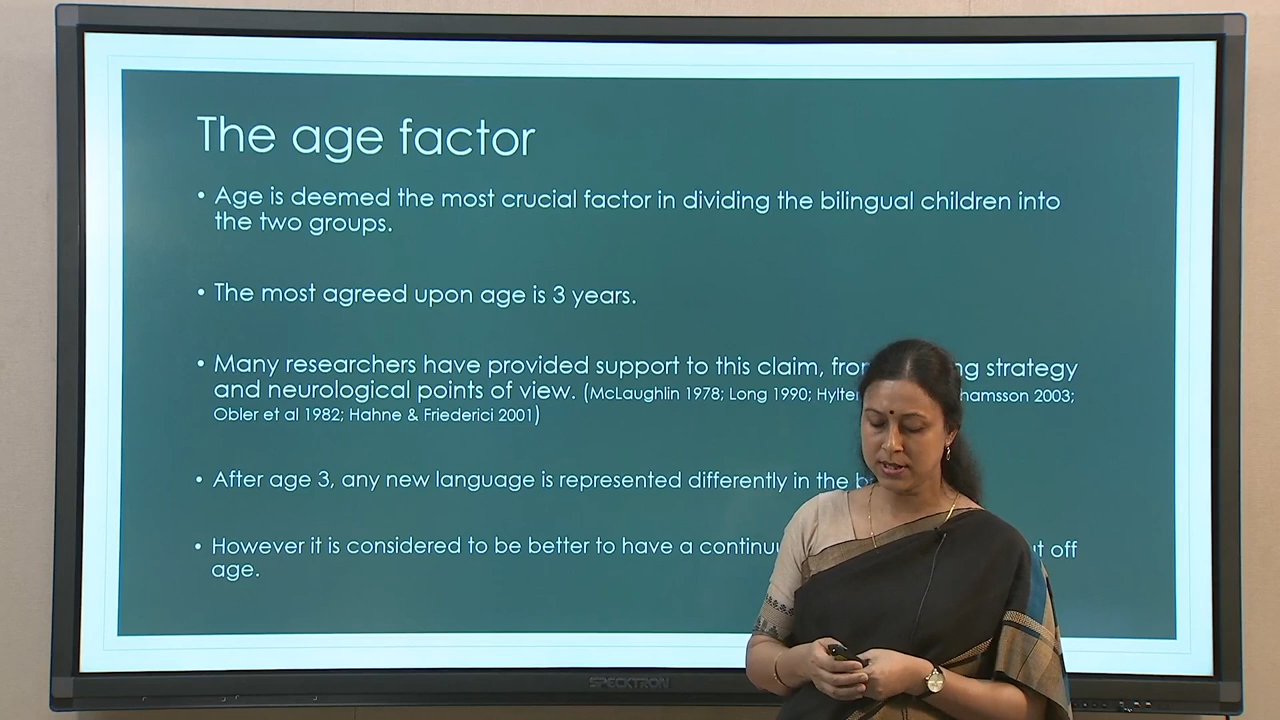 The age factor
• Age is deemed the most crucial factor in dividing the bilingual children into
the two groups.
• The most agreed upon age is 3 years.
• Many researchers have provided support to this claim, strategy
and neurological points of view. (McLaughlin 1978; Long 1990; 2003;
Obler et al 1982; Hahne & Friederici 2001)
• After age 3, any new language is represented differently in the
• However it is considered to be better to have a off
age.
SPECKTRON